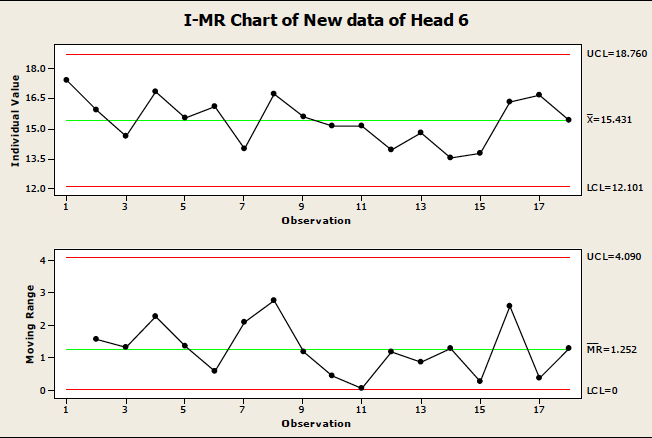 I-MR Chart of New data of Head 6
Individual Value
18.0
16.5
15.0
13.5
12.0
UCL=18.760
X̅=15.431
LCL=12.101
1 3 5 7 9 11 13 15 17
Observation
Moving Range
4
3
2
1
0
UCL=4.090
M̅R̅=1.252
LCL=0
1 3 5 7 9 11 13 15 17
Observation